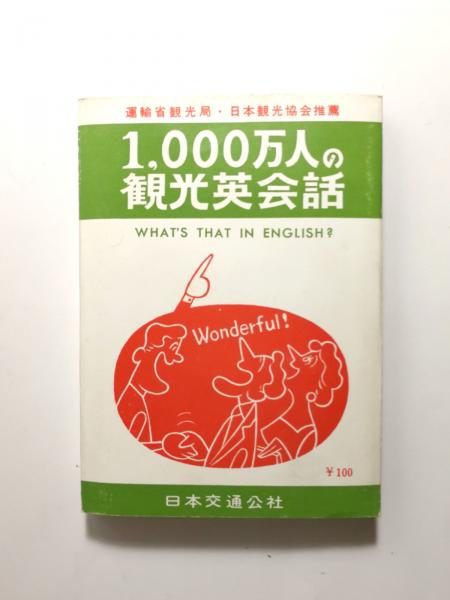 運輸省観光局・日本観光協会推薦
1,000万人の
観光英会話
WHAT'S THAT IN ENGLISH?
Wonderful!
¥100
日本交通公社